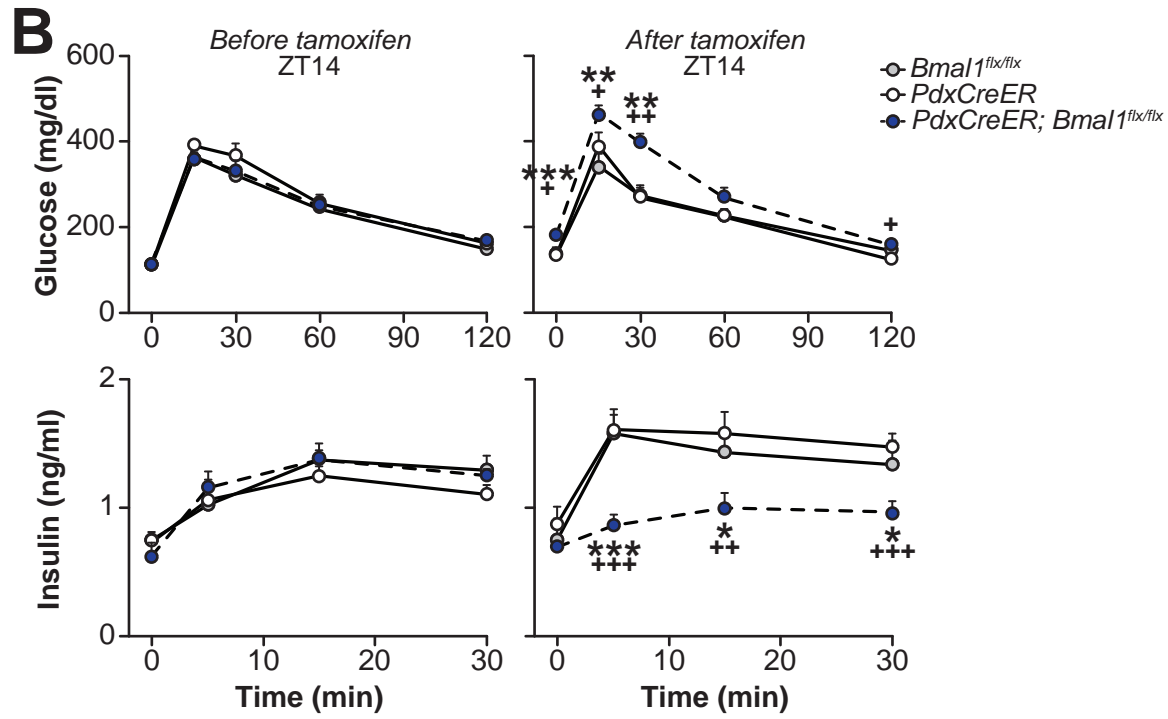 B
Before tamoxifen
ZT14
After tamoxifen
ZT14
Bmal1flx/flx
PdxCreER
PdxCreER; Bmal1flx/flx
Glucose (mg/dl)
600
400
200
0
0 30 60 90 120
***
+
**
+
**
++
+
0 30 60 90 120
Insulin (ng/ml)
2
1
0
0 10 20 30
Time (min)
***
+++
*
++
*
+++
0 10 20 30
Time (min)